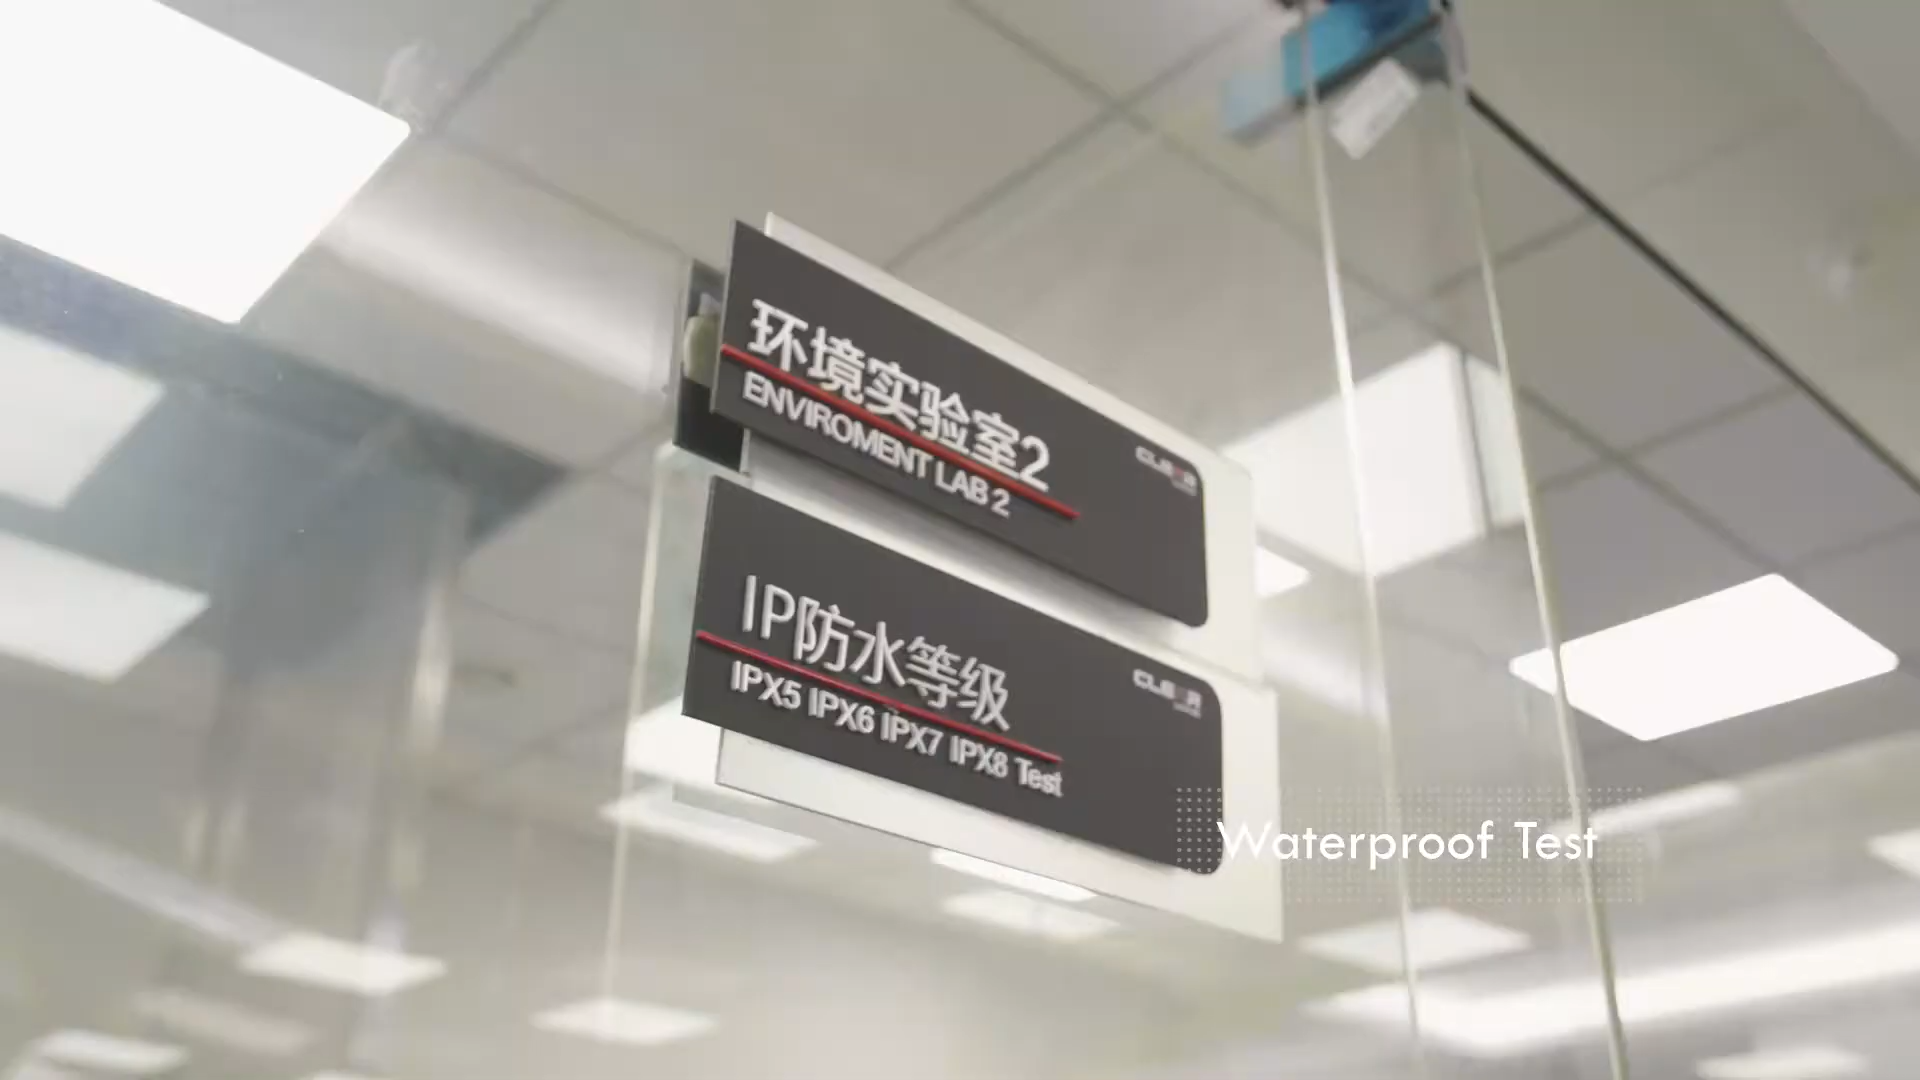 环境实验室2
ENVIROMENT LAB 2
IP防水等级
IPX5 IPX6 IPX7 IPX8 Test
Waterproof Test